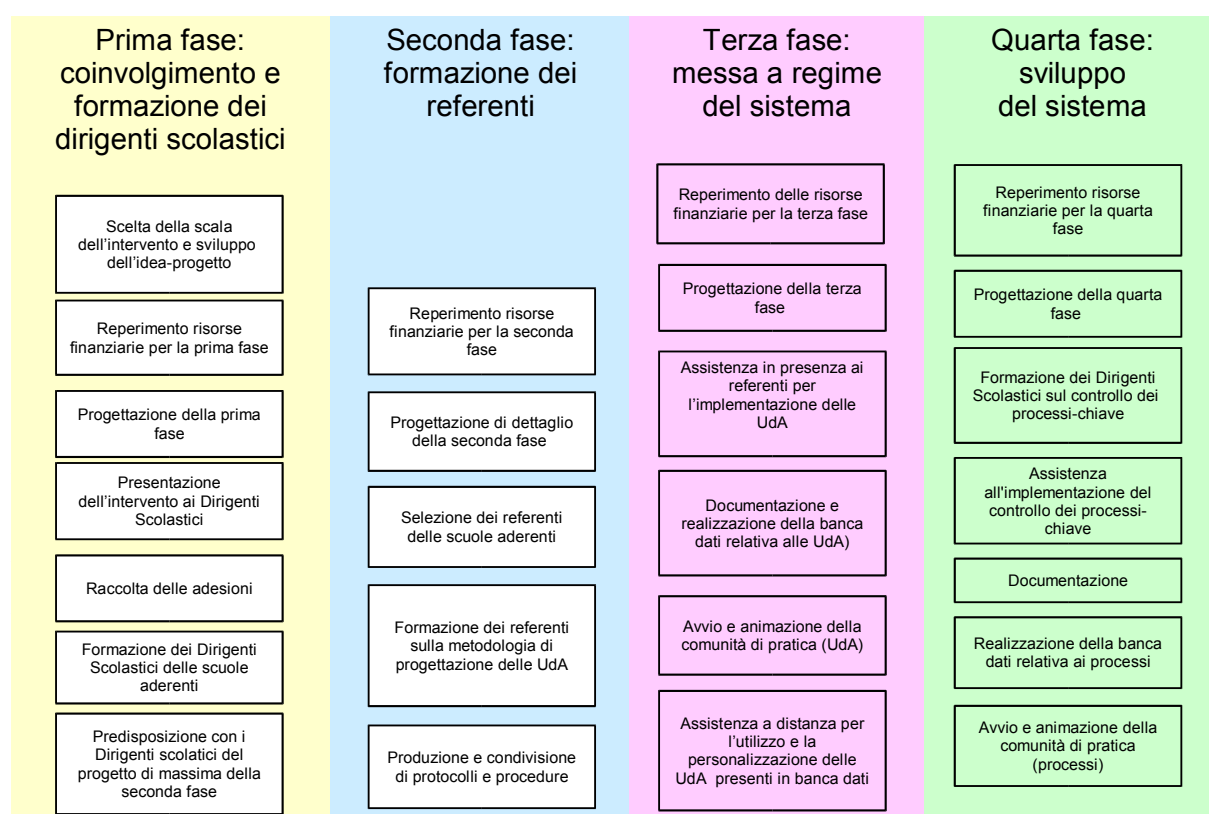 Prima fase:
coinvolgimento e
formazione dei
dirigenti scolastici
Scelta della scala
dell'intervento e sviluppo
dell'idea-progetto
Reperimento risorse
finanziarie per la prima fase
Progettazione della prima
fase
Presentazione
dell'intervento ai Dirigenti
Scolastici
Raccolta delle adesioni
Formazione dei Dirigenti
Scolastici delle scuole
aderenti
Predisposizione con i
Dirigenti scolatici del
progetto di massima della
seconda fase
Seconda fase:
formazione dei
referenti
Reperimento risorse
finanziarie per la seconda
fase
Progettazione di dettaglio
della seconda fase
Selezione dei referenti
delle scuole aderenti
Formazione dei referenti
sulla metodologia di
progettazione delle UdA
Produzione e condivisione
di protocolli e procedure
Terza fase:
messa a regime
del sistema
Reperimento delle risorse
finanziarie per la terza fase
Progettazione della terza
fase
Assistenza in presenza ai
referenti per
l'implementazione delle
UdA
Documentazione e
realizzazione della banca
dati relativa alle UdA)
Avvio e animazione della
comunità di pratica (UdA)
Assistenza a distanza per
l'utilizzo e la
personalizzazione delle
UdA presenti in banca dati
Quarta fase:
sviluppo
del sistema
Reperimento risorse
finanziarie per la quarta
fase
Progettazione della quarta
fase
Formazione dei Dirigenti
Scolastici sul controllo dei
processi-chiave
Assistenza
all'implementazione del
controllo dei processi-
chiave
Documentazione
Realizzazione della banca
dati relativa ai processi
Avvio e animazione della
comunità di pratica
(processi)